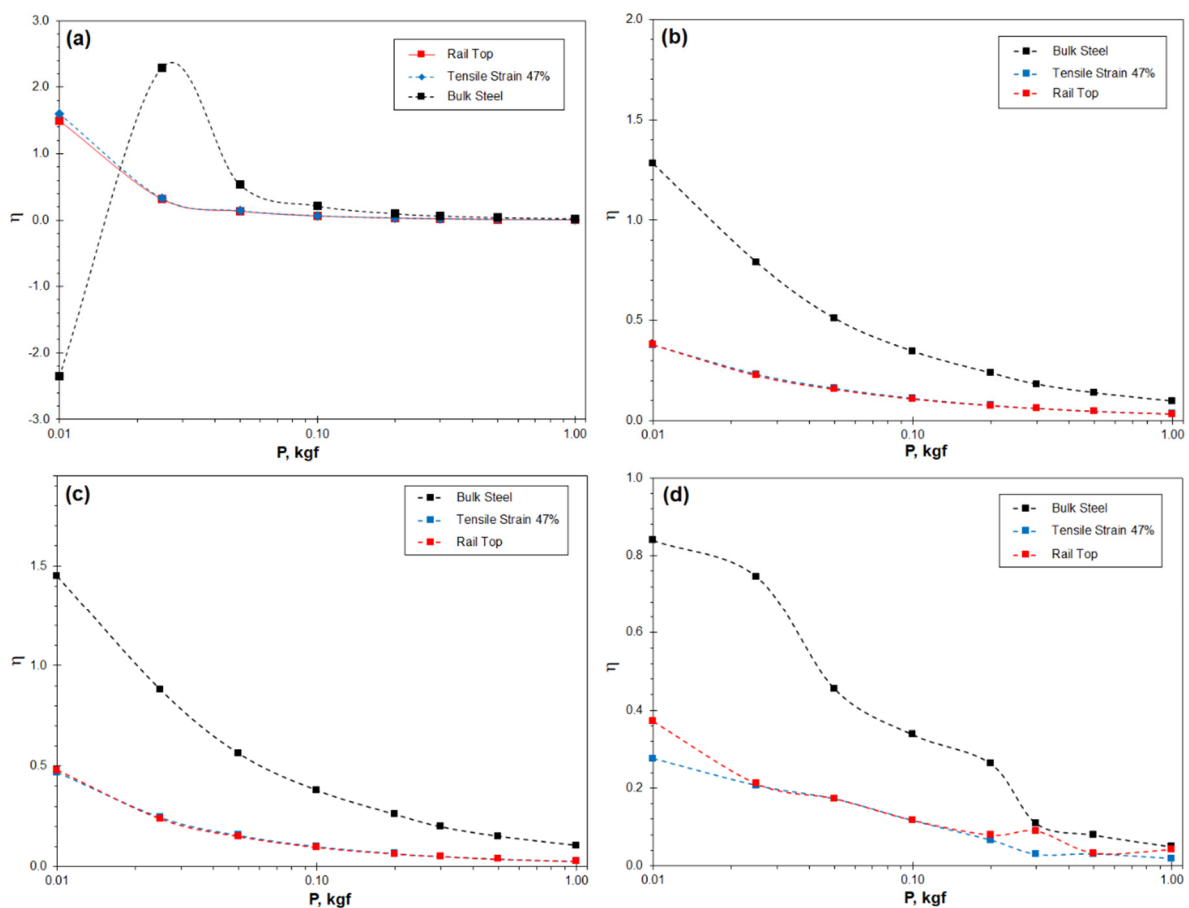 (a)
3.0
2.0
1.0
0.0
-1.0
-2.0
-3.0
η
Rail Top
Tensile Strain 47%
Bulk Steel
0.01
0.10
1.00
P, kgf
(b)
2.0
1.5
1.0
0.5
0.0
η
Bulk Steel
Tensile Strain 47%
Rail Top
0.01
0.10
1.00
P, kgf
(c)
1.5
1.0
0.5
0.0
η
Bulk Steel
Tensile Strain 47%
Rail Top
0.01
0.10
1.00
P, kgf
(d)
1.0
0.8
0.6
0.4
0.2
0.0
η
Bulk Steel
Tensile Strain 47%
Rail Top
0.01
0.10
1.00
P, kgf